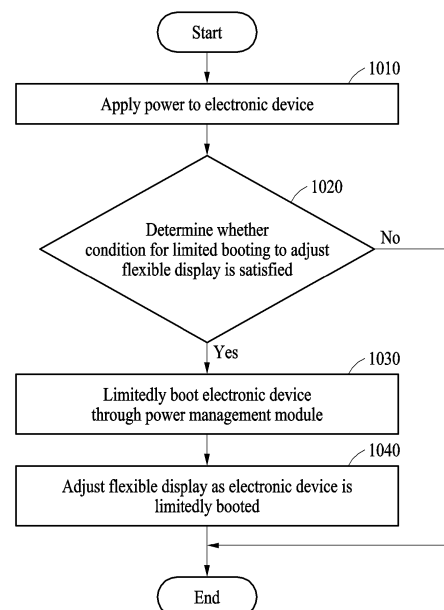 Start
1010
Apply power to electronic device
1020
Determine whether
condition for limited booting to adjust
flexible display is satisfied
No
Yes
1030
Limitedly boot electronic device
through power management module
1040
Adjust flexible display as electronic device is
limitedly booted
End